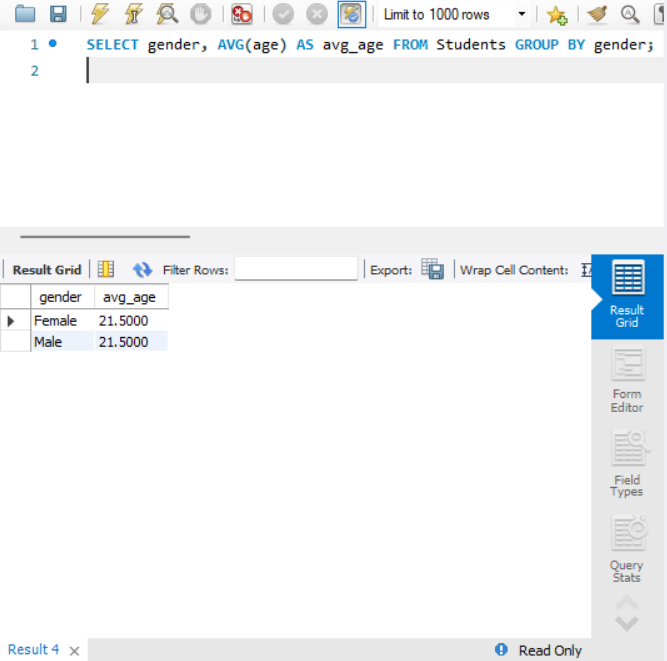 Limit to 1000 rows
1 SELECT gender, AVG(age) AS avg_age FROM Students GROUP BY gender;
2
Result Grid Filter Rows: Export: Wrap Cell Content:
gender avg_age
Female 21.5000
Male 21.5000
Result
Grid
Form
Editor
Field
Types
Query
Stats
Result 4 Read Only